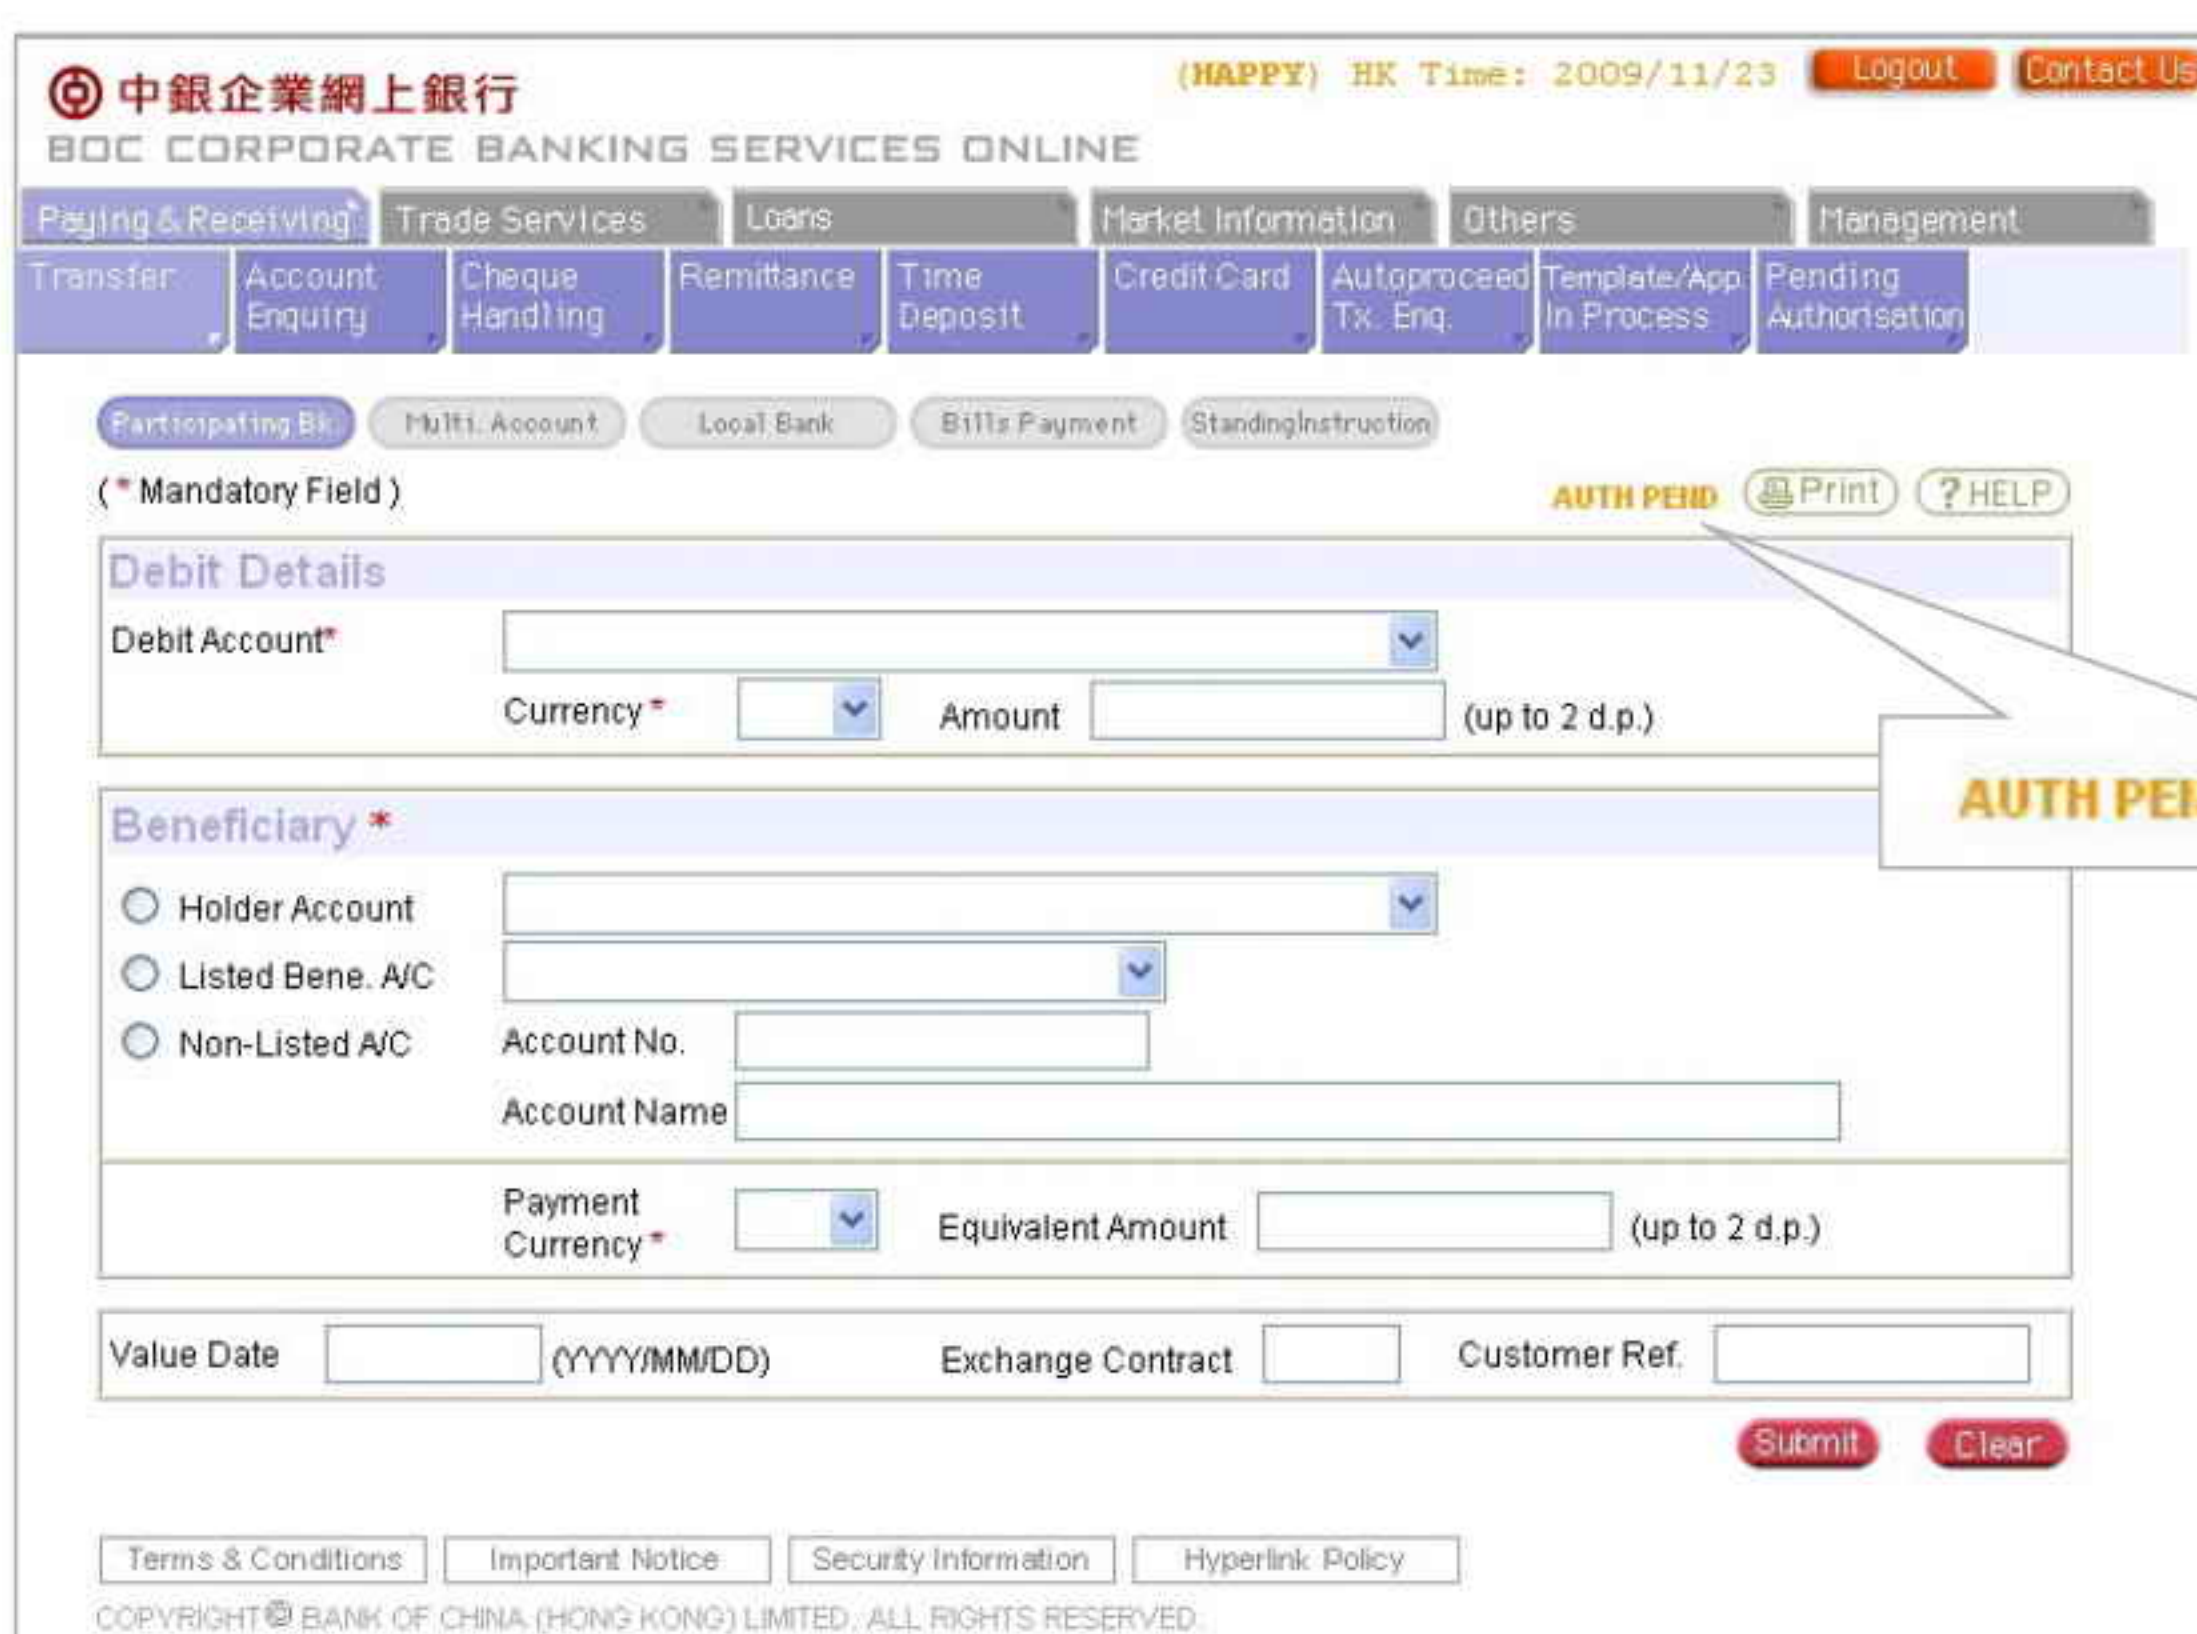 中銀企業網上銀行
(HAPPY) HK Time: 2009/11/23 Logout Contact Us
BOC CORPORATE BANKING SERVICES ONLINE
Paying & Receiving Trade Services Loans Market Information Others Management
Transfer Account Enquiry Cheque Handling Remittance Time Deposit Credit Card Autoproceed Tx. Enq. Template/App. In Process Pending Authorisation
Participating Bk. Multi. Account Local Bank Bills Payment StandingInstruction
( * Mandatory Field ) AUTH PEND Print ? HELP
Debit Details
Debit Account*
Currency * Amount (up to 2 d.p.)
AUTH PEN
Beneficiary *
Holder Account
Listed Bene. A/C
Non-Listed A/C Account No.
Account Name
Payment Currency * Equivalent Amount (up to 2 d.p.)
Value Date (YYYY/MM/DD) Exchange Contract Customer Ref.
Submit Clear
Terms & Conditions Important Notice Security Information Hyperlink Policy
COPYRIGHT © BANK OF CHINA (HONG KONG) LIMITED. ALL RIGHTS RESERVED.